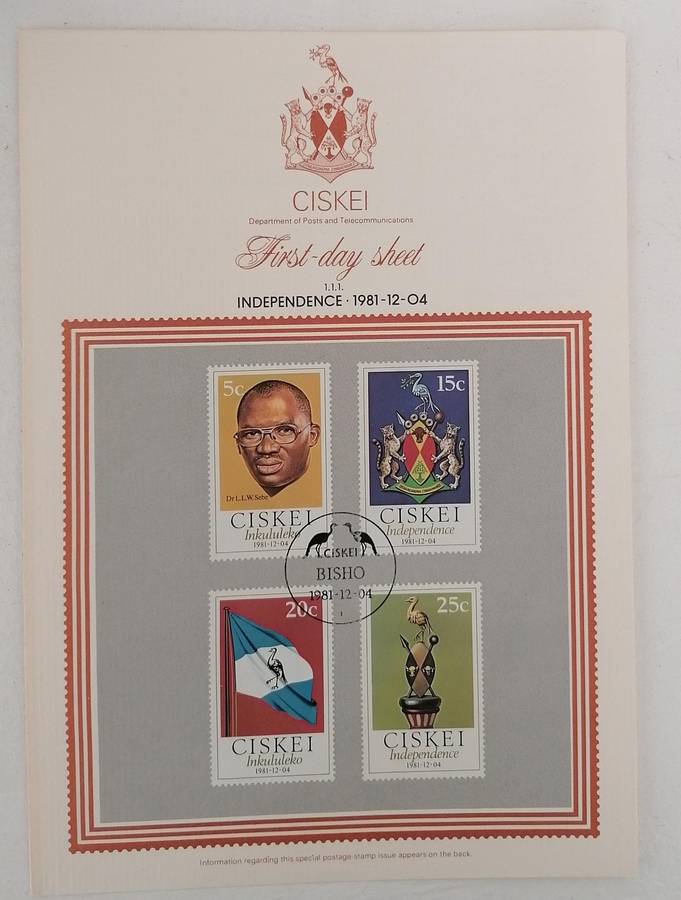 CISKEI
Department of Posts and Telecommunications
First-day sheet
1.1.1.
INDEPENDENCE · 1981-12-04
5c
Dr L.L.W. Sebe
CISKEI
Inkululeko
1981-12-04
15c
CISKEI
Independence
1981-12-04
CISKEI
BISHO
1981-12-04
1
20c
CISKEI
Inkululeko
1981-12-04
25c
CISKEI
Independence
1981-12-04
Information regarding this special postage stamp issue appears on the back.